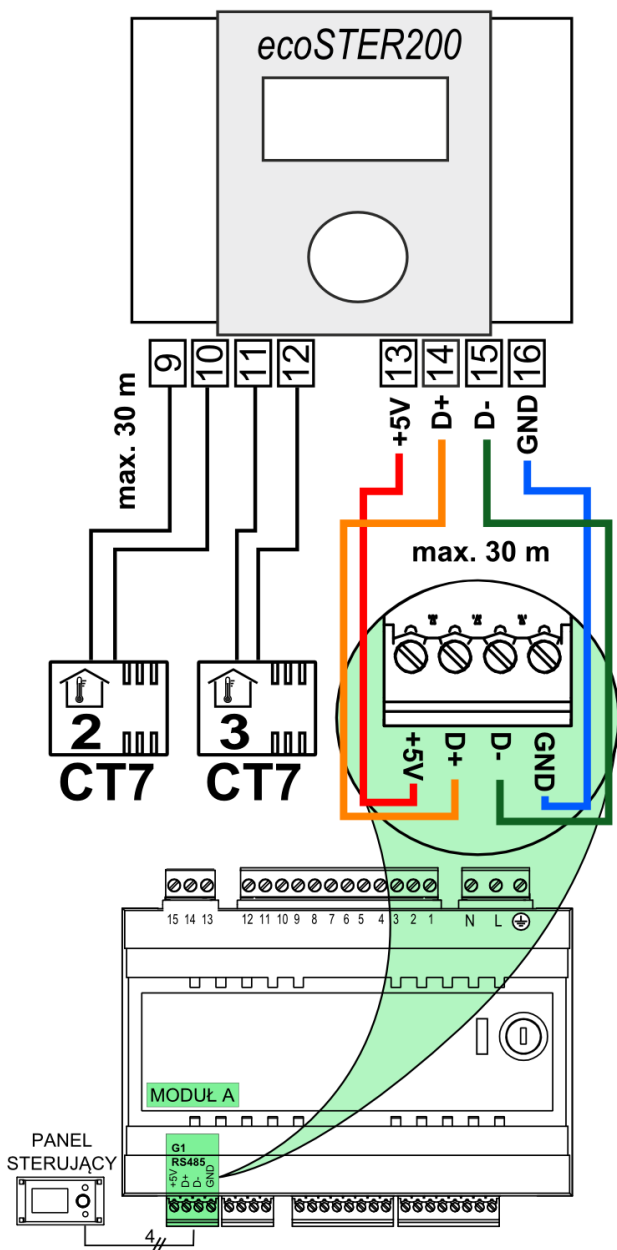 ecoSTER200
9 10 11 12 13 14 15 16
max. 30 m
+5V D+ D- GND
max. 30 m
+5V D+ D- GND
2 3
CT7 CT7
15 14 13 12 11 10 9 8 7 6 5 4 3 2 1 N L
MODUŁ A
G1
RS485
+5V D+ D- GND
PANEL
STERUJĄCY
4